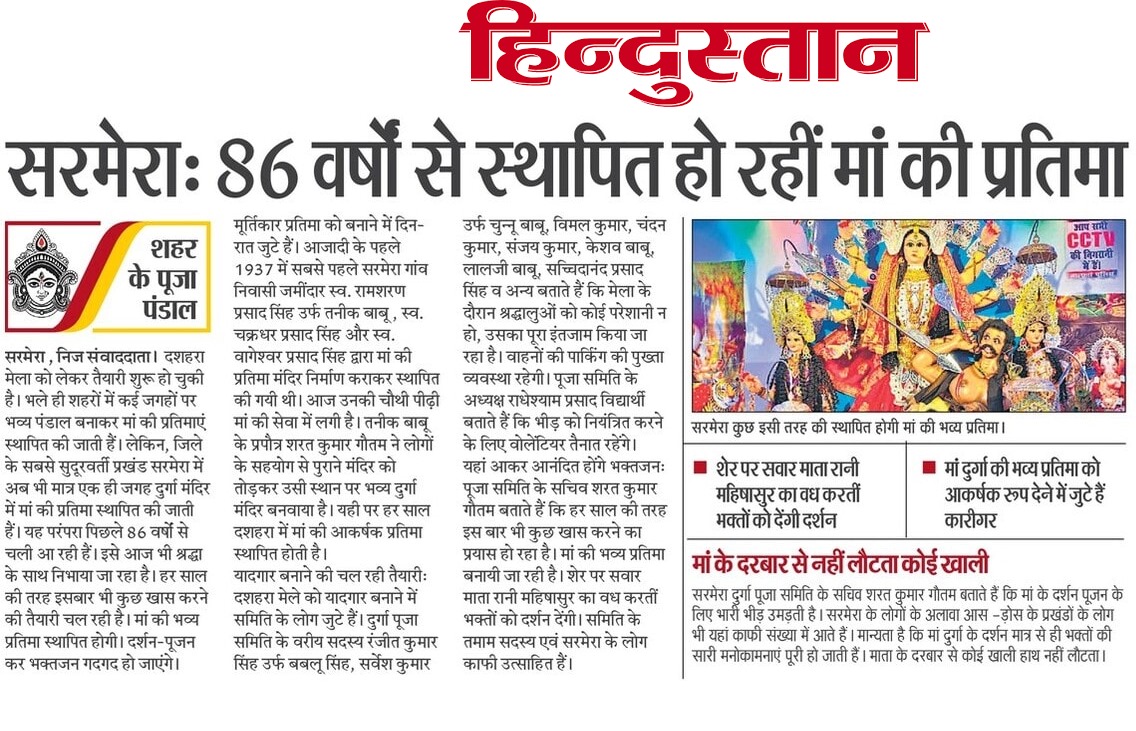 हिन्दुस्तान
सरमेराः 86 वर्षों से स्थापित हो रहीं मां की प्रतिमा
शहर
के पूजा
पंडाल
सरमेरा , निज संवाददाता। दशहरा
मेला को लेकर तैयारी शुरू हो चुकी
है। भले ही शहरों में कई जगहों पर
भव्य पंडाल बनाकर मां की प्रतिमाएं
स्थापित की जाती हैं। लेकिन, जिले
के सबसे सुदूरवर्ती प्रखंड सरमेरा में
अब भी मात्र एक ही जगह दुर्गा मंदिर
में मां की प्रतिमा स्थापित की जाती
हैं। यह परंपरा पिछले 86 वर्षों से
चली आ रही हैं। इसे आज भी श्रद्धा
के साथ निभाया जा रहा है। हर साल
की तरह इसबार भी कुछ खास करने
की तैयारी चल रही है। मां की भव्य
प्रतिमा स्थापित होगी। दर्शन-पूजन
कर भक्तजन गदगद हो जाएंगे।
मूर्तिकार प्रतिमा को बनाने में दिन-
रात जुटे हैं। आजादी के पहले
1937 में सबसे पहले सरमेरा गांव
निवासी जमींदार स्व. रामशरण
प्रसाद सिंह उर्फ तनीक बाबू , स्व.
चक्रधर प्रसाद सिंह और स्व.
वागेश्वर प्रसाद सिंह द्वारा मां की
प्रतिमा मंदिर निर्माण कराकर स्थापित
की गयी थी। आज उनकी चौथी पीढ़ी
मां की सेवा में लगी है। तनीक बाबू
के प्रपौत्र शरत कुमार गौतम ने लोगों
के सहयोग से पुराने मंदिर को
तोड़कर उसी स्थान पर भव्य दुर्गा
मंदिर बनवाया है। यही पर हर साल
दशहरा में मां की आकर्षक प्रतिमा
स्थापित होती है।
यादगार बनाने की चल रही तैयारीः
दशहरा मेले को यादगार बनाने में
समिति के लोग जुटे हैं। दुर्गा पूजा
समिति के वरीय सदस्य रंजीत कुमार
सिंह उर्फ बबलू सिंह, सर्वेश कुमार
उर्फ चुन्नू बाबू, विमल कुमार, चंदन
कुमार, संजय कुमार, केशव बाबू,
लालजी बाबू, सच्चिदानंद प्रसाद
सिंह व अन्य बताते हैं कि मेला के
दौरान श्रद्धालुओं को कोई परेशानी न
हो, उसका पूरा इंतजाम किया जा
रहा है। वाहनों की पार्किंग की पुख्ता
व्यवस्था रहेगी। पूजा समिति के
अध्यक्ष राधेश्याम प्रसाद विद्यार्थी
बताते हैं कि भीड़ को नियंत्रित करने
के लिए वोलेंटियर तैनात रहेंगे।
यहां आकर आनंदित होंगे भक्तजनः
पूजा समिति के सचिव शरत कुमार
गौतम बताते हैं कि हर साल की तरह
इस बार भी कुछ खास करने का
प्रयास हो रहा है। मां की भव्य प्रतिमा
बनायी जा रही है। शेर पर सवार
माता रानी महिषासुर का वध करतीं
भक्तों को दर्शन देंगी। समिति के
तमाम सदस्य एवं सरमेरा के लोग
काफी उत्साहित हैं।
आप सभी
CCTV
की निगरानी
में है।
सरमेरा कुछ इसी तरह की स्थापित होगी मां की भव्य प्रतिमा।
शेर पर सवार माता रानी
महिषासुर का वध करतीं
भक्तों को देंगी दर्शन
मां दुर्गा की भव्य प्रतिमा को
आकर्षक रूप देने में जुटे हैं
कारीगर
मां के दरबार से नहीं लौटता कोई खाली
सरमेरा दुर्गा पूजा समिति के सचिव शरत कुमार गौतम बताते हैं कि मां के दर्शन पूजन के
लिए भारी भीड़ उमड़ती है। सरमेरा के लोगों के अलावा आस -ड़ोस के प्रखंडों के लोग
भी यहां काफी संख्या में आते हैं। मान्यता है कि मां दुर्गा के दर्शन मात्र से ही भक्तों की
सारी मनोकामनाएं पूरी हो जाती हैं। माता के दरबार से कोई खाली हाथ नहीं लौटता।